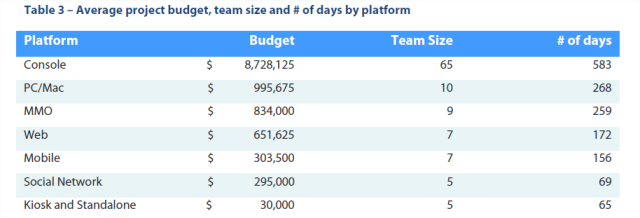 Table 3 – Average project budget, team size and # of days by platform
Platform Budget Team Size # of days
Console $ 8,728,125 65 583
PC/Mac $ 995,675 10 268
MMO $ 834,000 9 259
Web $ 651,625 7 172
Mobile $ 303,500 7 156
Social Network $ 295,000 5 69
Kiosk and Standalone $ 30,000 5 65